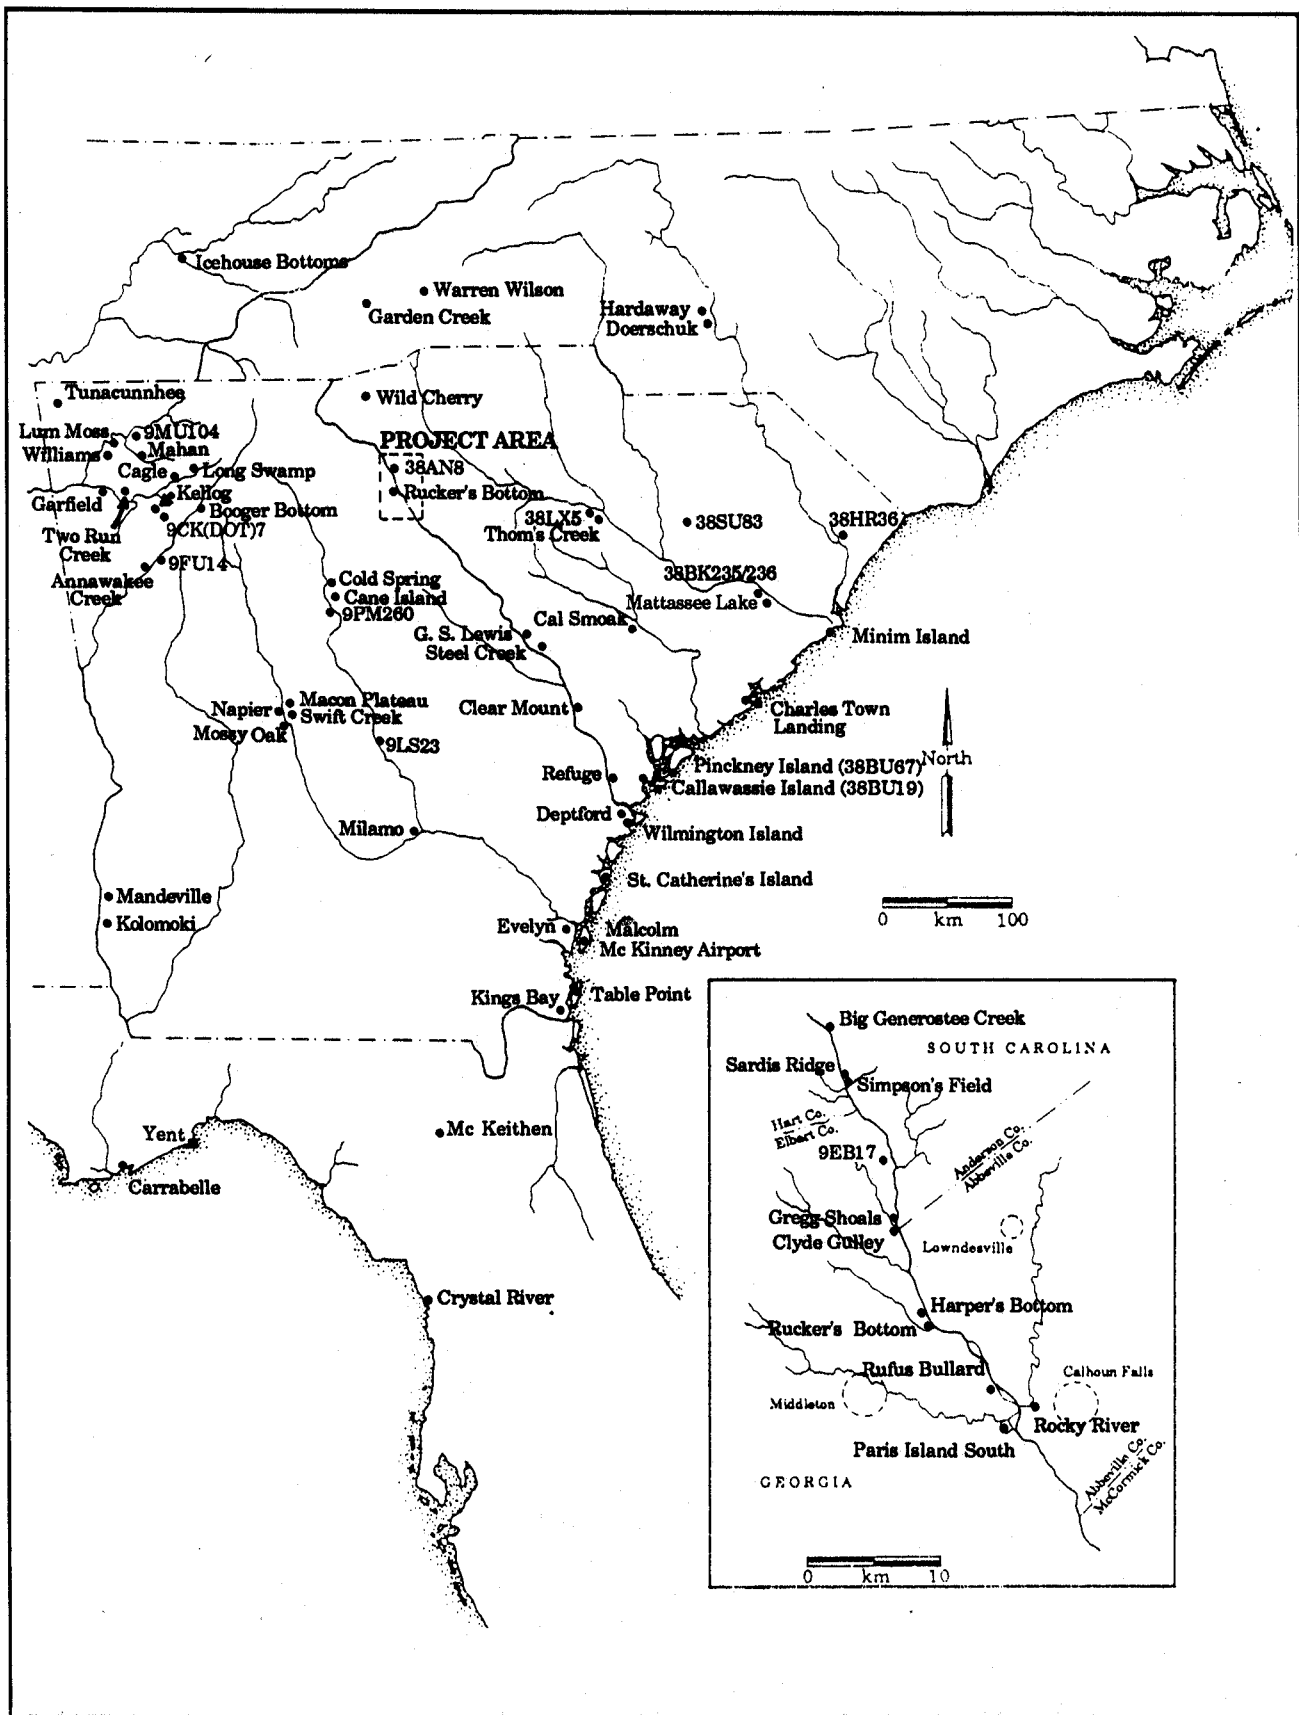 Icehouse Bottoms
Warren Wilson
Garden Creek
Hardaway
Doerschuk
Tunacunnhee
Wild Cherry
Lum Moss
9MU104
Williams
Mahan
PROJECT AREA
Cagle
Long Swamp
38AN8
Garfield
Kellog
Rucker's Bottom
Booger Bottom
Two Run
Creek
9CK(DOT)7
38LX5
Thom's Creek
38SU83
38HR36
Annawakee
Creek
9FU14
38BK235/236
Cold Spring
Cane Island
9PM260
Mattassee Lake
Cal Smoak
G. S. Lewis
Steel Creek
Minim Island
Napier
Macon Plateau
Swift Creek
Mossy Oak
Clear Mount
Charles Town
Landing
9LS23
North
Refuge
Pinckney Island (38BU67)
Callawassie Island (38BU19)
Deptford
Milamo
Wilmington Island
St. Catherine's Island
Mandeville
Kolomoki
0 km 100
Evelyn
Malcolm
Mc Kinney Airport
Kings Bay
Table Point
Big Generostee Creek
SOUTH CAROLINA
Sardis Ridge
Simpson's Field
Hart Co.
Elbert Co.
Yent
Mc Keithen
9EB17
Anderson Co.
Abbeville Co.
Carrabelle
Gregg Shoals
Clyde Gulley
Lowndesville
Crystal River
Harper's Bottom
Rucker's Bottom
Rufus Bullard
Calhoun Falls
Middleton
Rocky River
Paris Island South
GEORGIA
Abbeville Co.
McCormick Co.
0 km 10